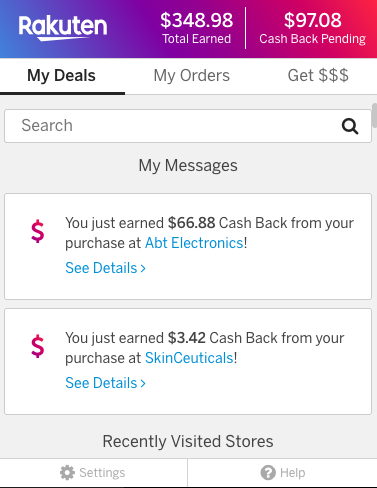 Rakuten
$348.98 $97.08
Total Earned Cash Back Pending
My Deals My Orders Get $$$
Search
My Messages
$ You just earned $66.88 Cash Back from your
purchase at Abt Electronics!
See Details >
$ You just earned $3.42 Cash Back from your
purchase at SkinCeuticals!
See Details >
Recently Visited Stores
Settings ? Help